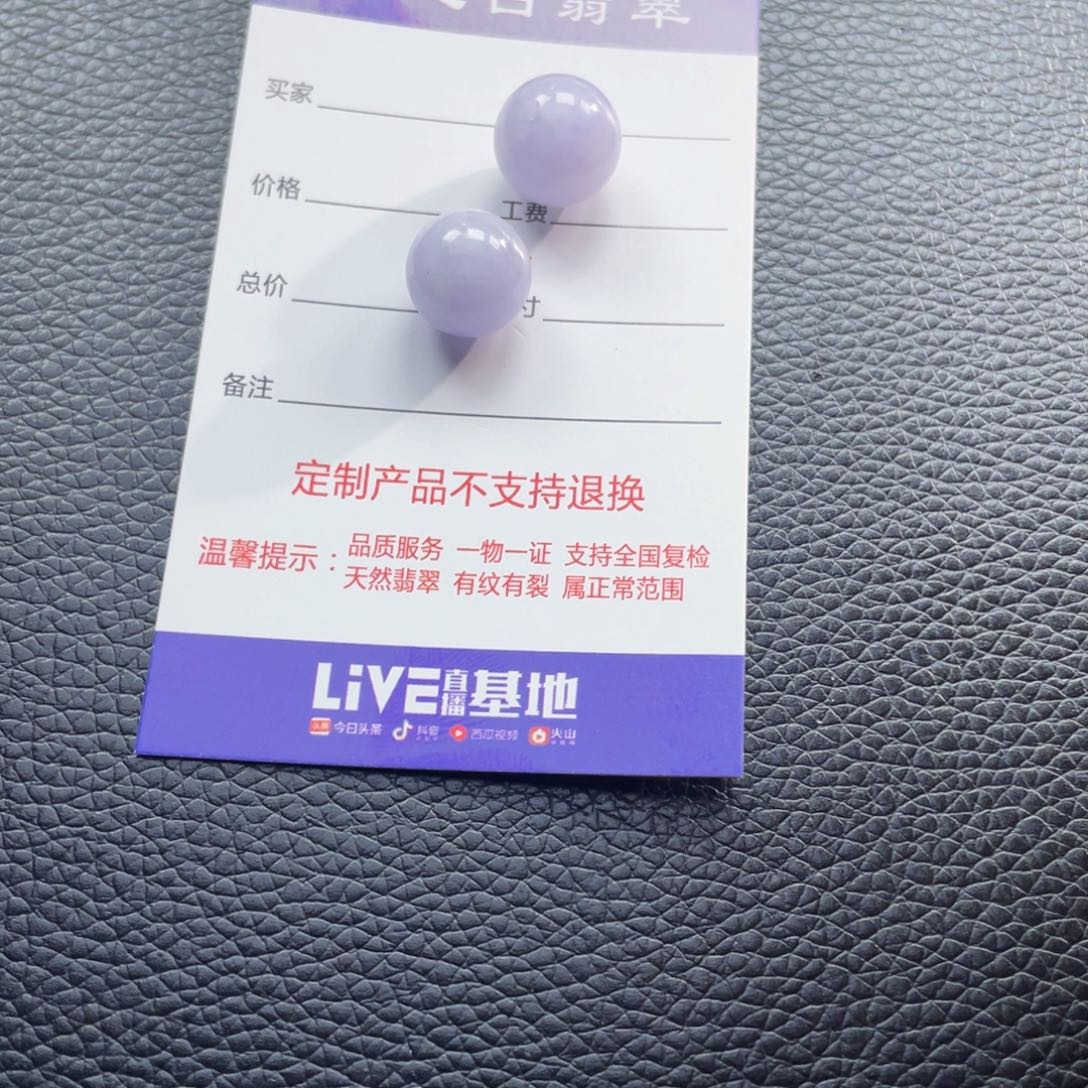 翡翠
买家
价格 工费
总价 寸
备注
定制产品不支持退换
温馨提示：品质服务 一物一证 支持全国复检
天然翡翠 有纹有裂 属正常范围
LiVE直播基地
头条 今日头条 抖音 西瓜视频 火山